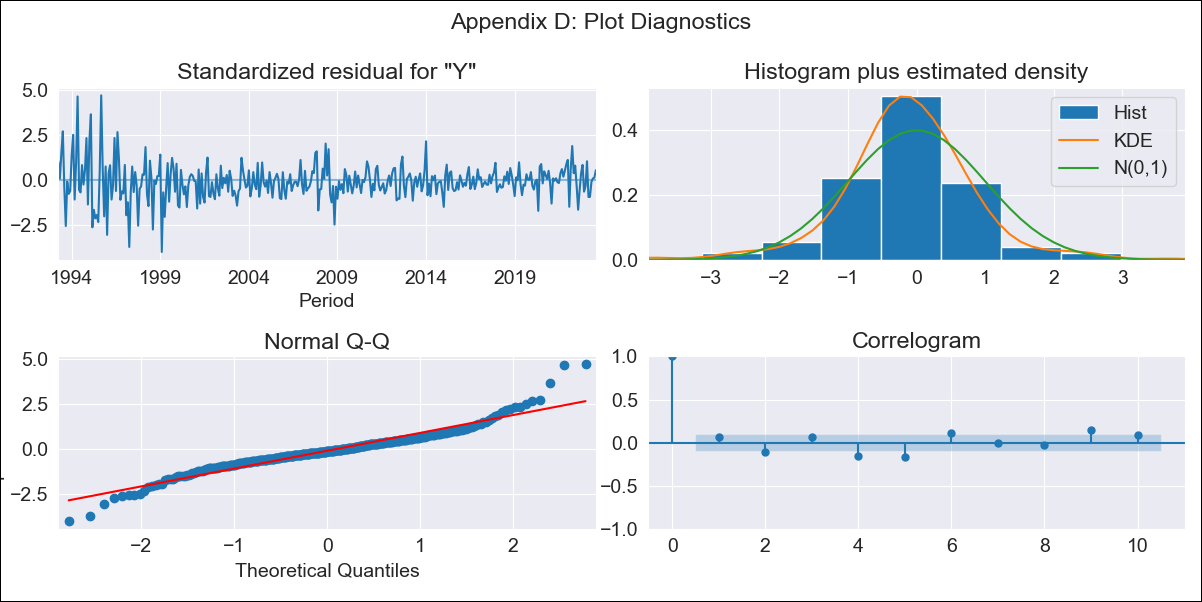 Appendix D: Plot Diagnostics
Standardized residual for "Y"
5.0
2.5
0.0
−2.5
1994 1999 2004 2009 2014 2019
Period
Histogram plus estimated density
Hist
KDE
N(0,1)
0.4
0.2
0.0
−3 −2 −1 0 1 2 3
Normal Q-Q
5.0
2.5
0.0
−2.5
−2 −1 0 1 2
Theoretical Quantiles
Correlogram
1.0
0.5
0.0
−0.5
−1.0
0 2 4 6 8 10